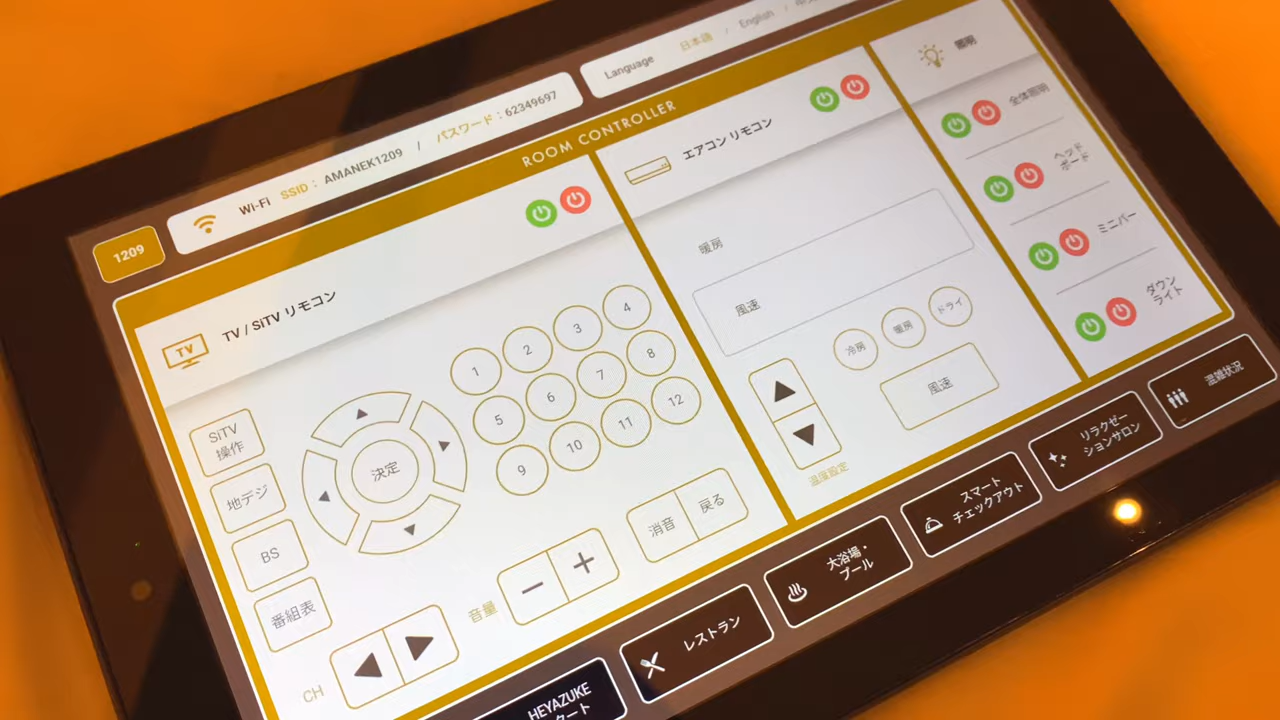 Language 日本語 / English /
1209
Wi-Fi SSID : AMANEK1209 / パスワード : 62349697
ROOM CONTROLLER
TV
TV / SiTV リモコン
SiTV
操作
地デジ
BS
番組表
決定
1
2
3
4
5
6
7
8
9
10
11
12
CH
音量
消音
戻る
エアコン リモコン
暖房
風速
冷房
暖房
ドライ
風速
温度設定
照明
全体照明
ヘッド
ボード
ミニバー
ダウン
ライト
HEYAZUKE
レストラン
大浴場・
プール
スマート
チェックアウト
リラクゼー
ションサロン
混雑状況